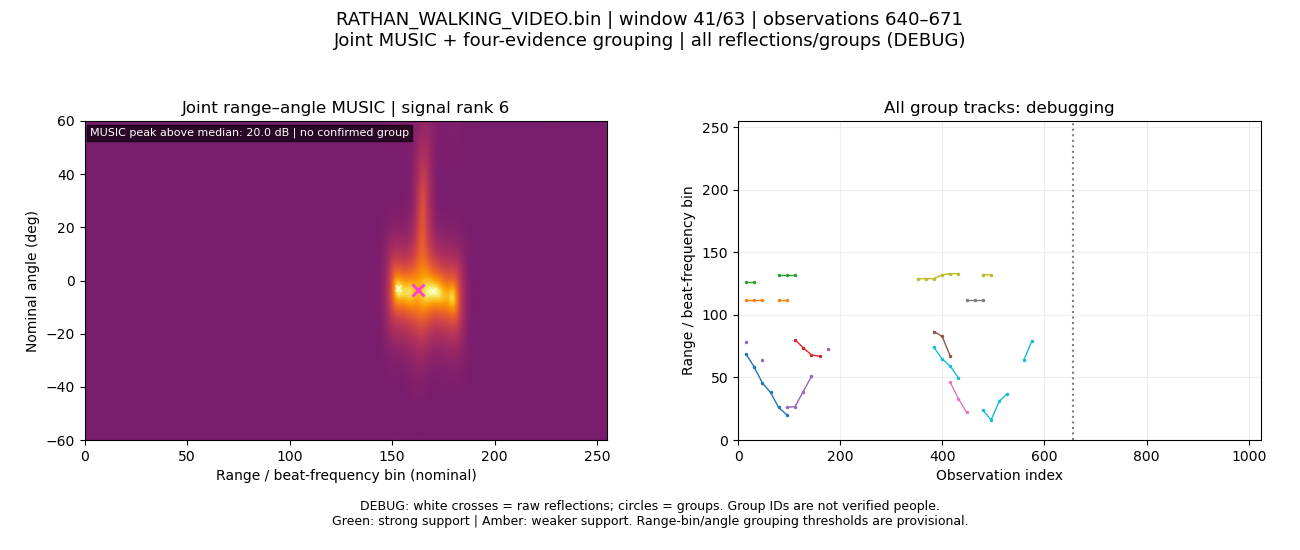 RATHAN_WALKING_VIDEO.bin | window 41/63 | observations 640–671
Joint MUSIC + four-evidence grouping | all reflections/groups (DEBUG)
Joint range–angle MUSIC | signal rank 6
MUSIC peak above median: 20.0 dB | no confirmed group
Nominal angle (deg)
60
40
20
0
−20
−40
−60
0 50 100 150 200 250
Range / beat-frequency bin (nominal)
All group tracks: debugging
Range / beat-frequency bin
250
200
150
100
50
0
0 200 400 600 800 1000
Observation index
DEBUG: white crosses = raw reflections; circles = groups. Group IDs are not verified people.
Green: strong support | Amber: weaker support. Range-bin/angle grouping thresholds are provisional.